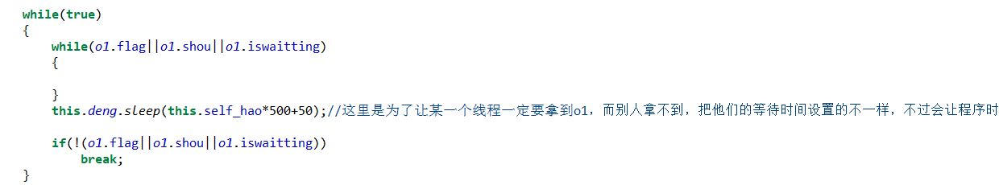 while(true)
{
while(o1.flag||o1.shou||o1.iswaitting)
{
}
this.deng.sleep(this.self_hao*500+50);//这里是为了让某一个线程一定要拿到o1，而别人拿不到，把他们的等待时间设置的不一样，不过会让程序时
if(!(o1.flag||o1.shou||o1.iswaitting))
break;
}